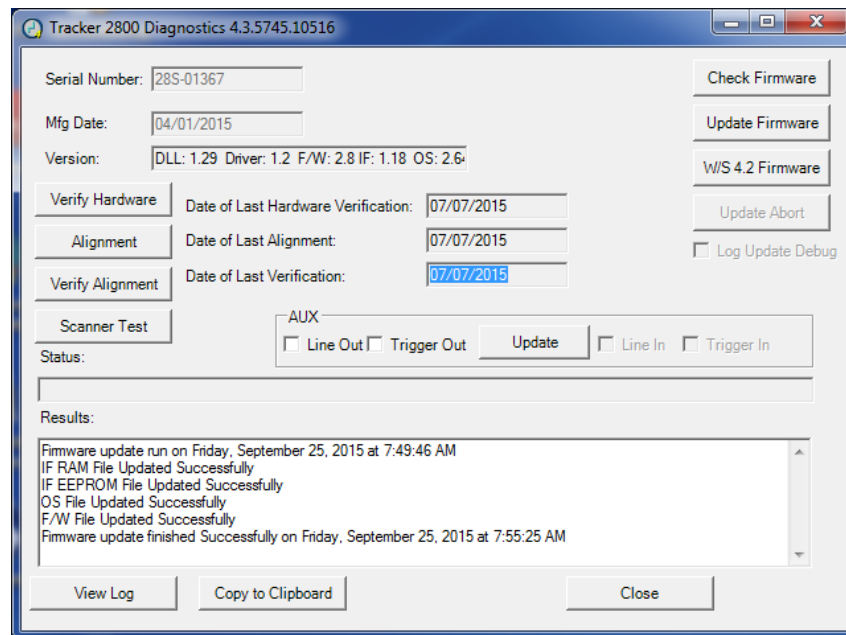 Tracker 2800 Diagnostics 4.3.5745.10516
Serial Number: 28S-01367
Check Firmware
Mfg Date: 04/01/2015
Update Firmware
Version: DLL: 1.29 Driver: 1.2 F/W: 2.8 IF: 1.18 OS: 2.64
W/S 4.2 Firmware
Verify Hardware
Date of Last Hardware Verification: 07/07/2015
Update Abort
Alignment
Date of Last Alignment: 07/07/2015
Log Update Debug
Verify Alignment
Date of Last Verification: 07/07/2015
Scanner Test
AUX
Line Out Trigger Out Update Line In Trigger In
Status:
Results:
Firmware update run on Friday, September 25, 2015 at 7:49:46 AM
IF RAM File Updated Successfully
IF EEPROM File Updated Successfully
OS File Updated Successfully
F/W File Updated Successfully
Firmware update finished Successfully on Friday, September 25, 2015 at 7:55:25 AM
View Log Copy to Clipboard Close